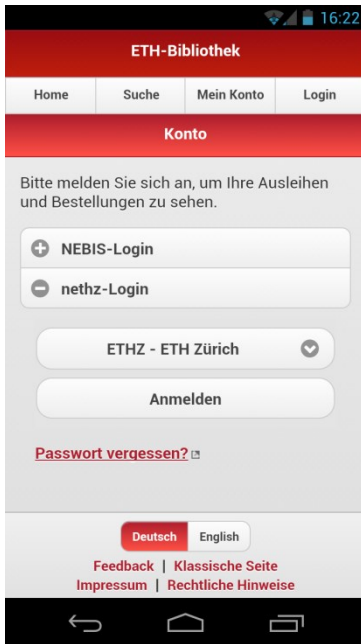 16:22
ETH-Bibliothek
Home Suche Mein Konto Login
Konto
Bitte melden Sie sich an, um Ihre Ausleihen
und Bestellungen zu sehen.
NEBIS-Login
nethz-Login
ETHZ - ETH Zürich
Anmelden
Passwort vergessen?
Deutsch English
Feedback | Klassische Seite
Impressum | Rechtliche Hinweise